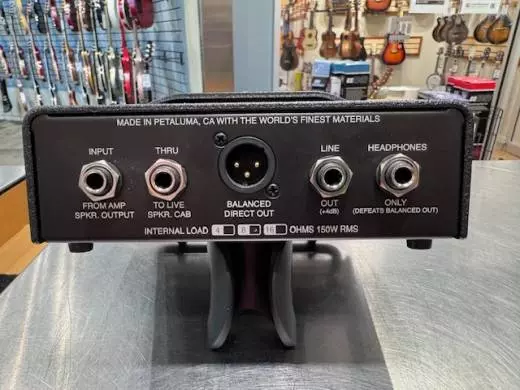 MADE IN PETALUMA, CA WITH THE WORLD'S FINEST MATERIALS
INPUT
THRU
LINE
HEADPHONES
FROM AMP
SPKR. OUTPUT
TO LIVE
SPKR. CAB
BALANCED
DIRECT OUT
OUT
(+4dB)
ONLY
(DEFEATS BALANCED OUT)
INTERNAL LOAD 4 8 16 OHMS 150W RMS